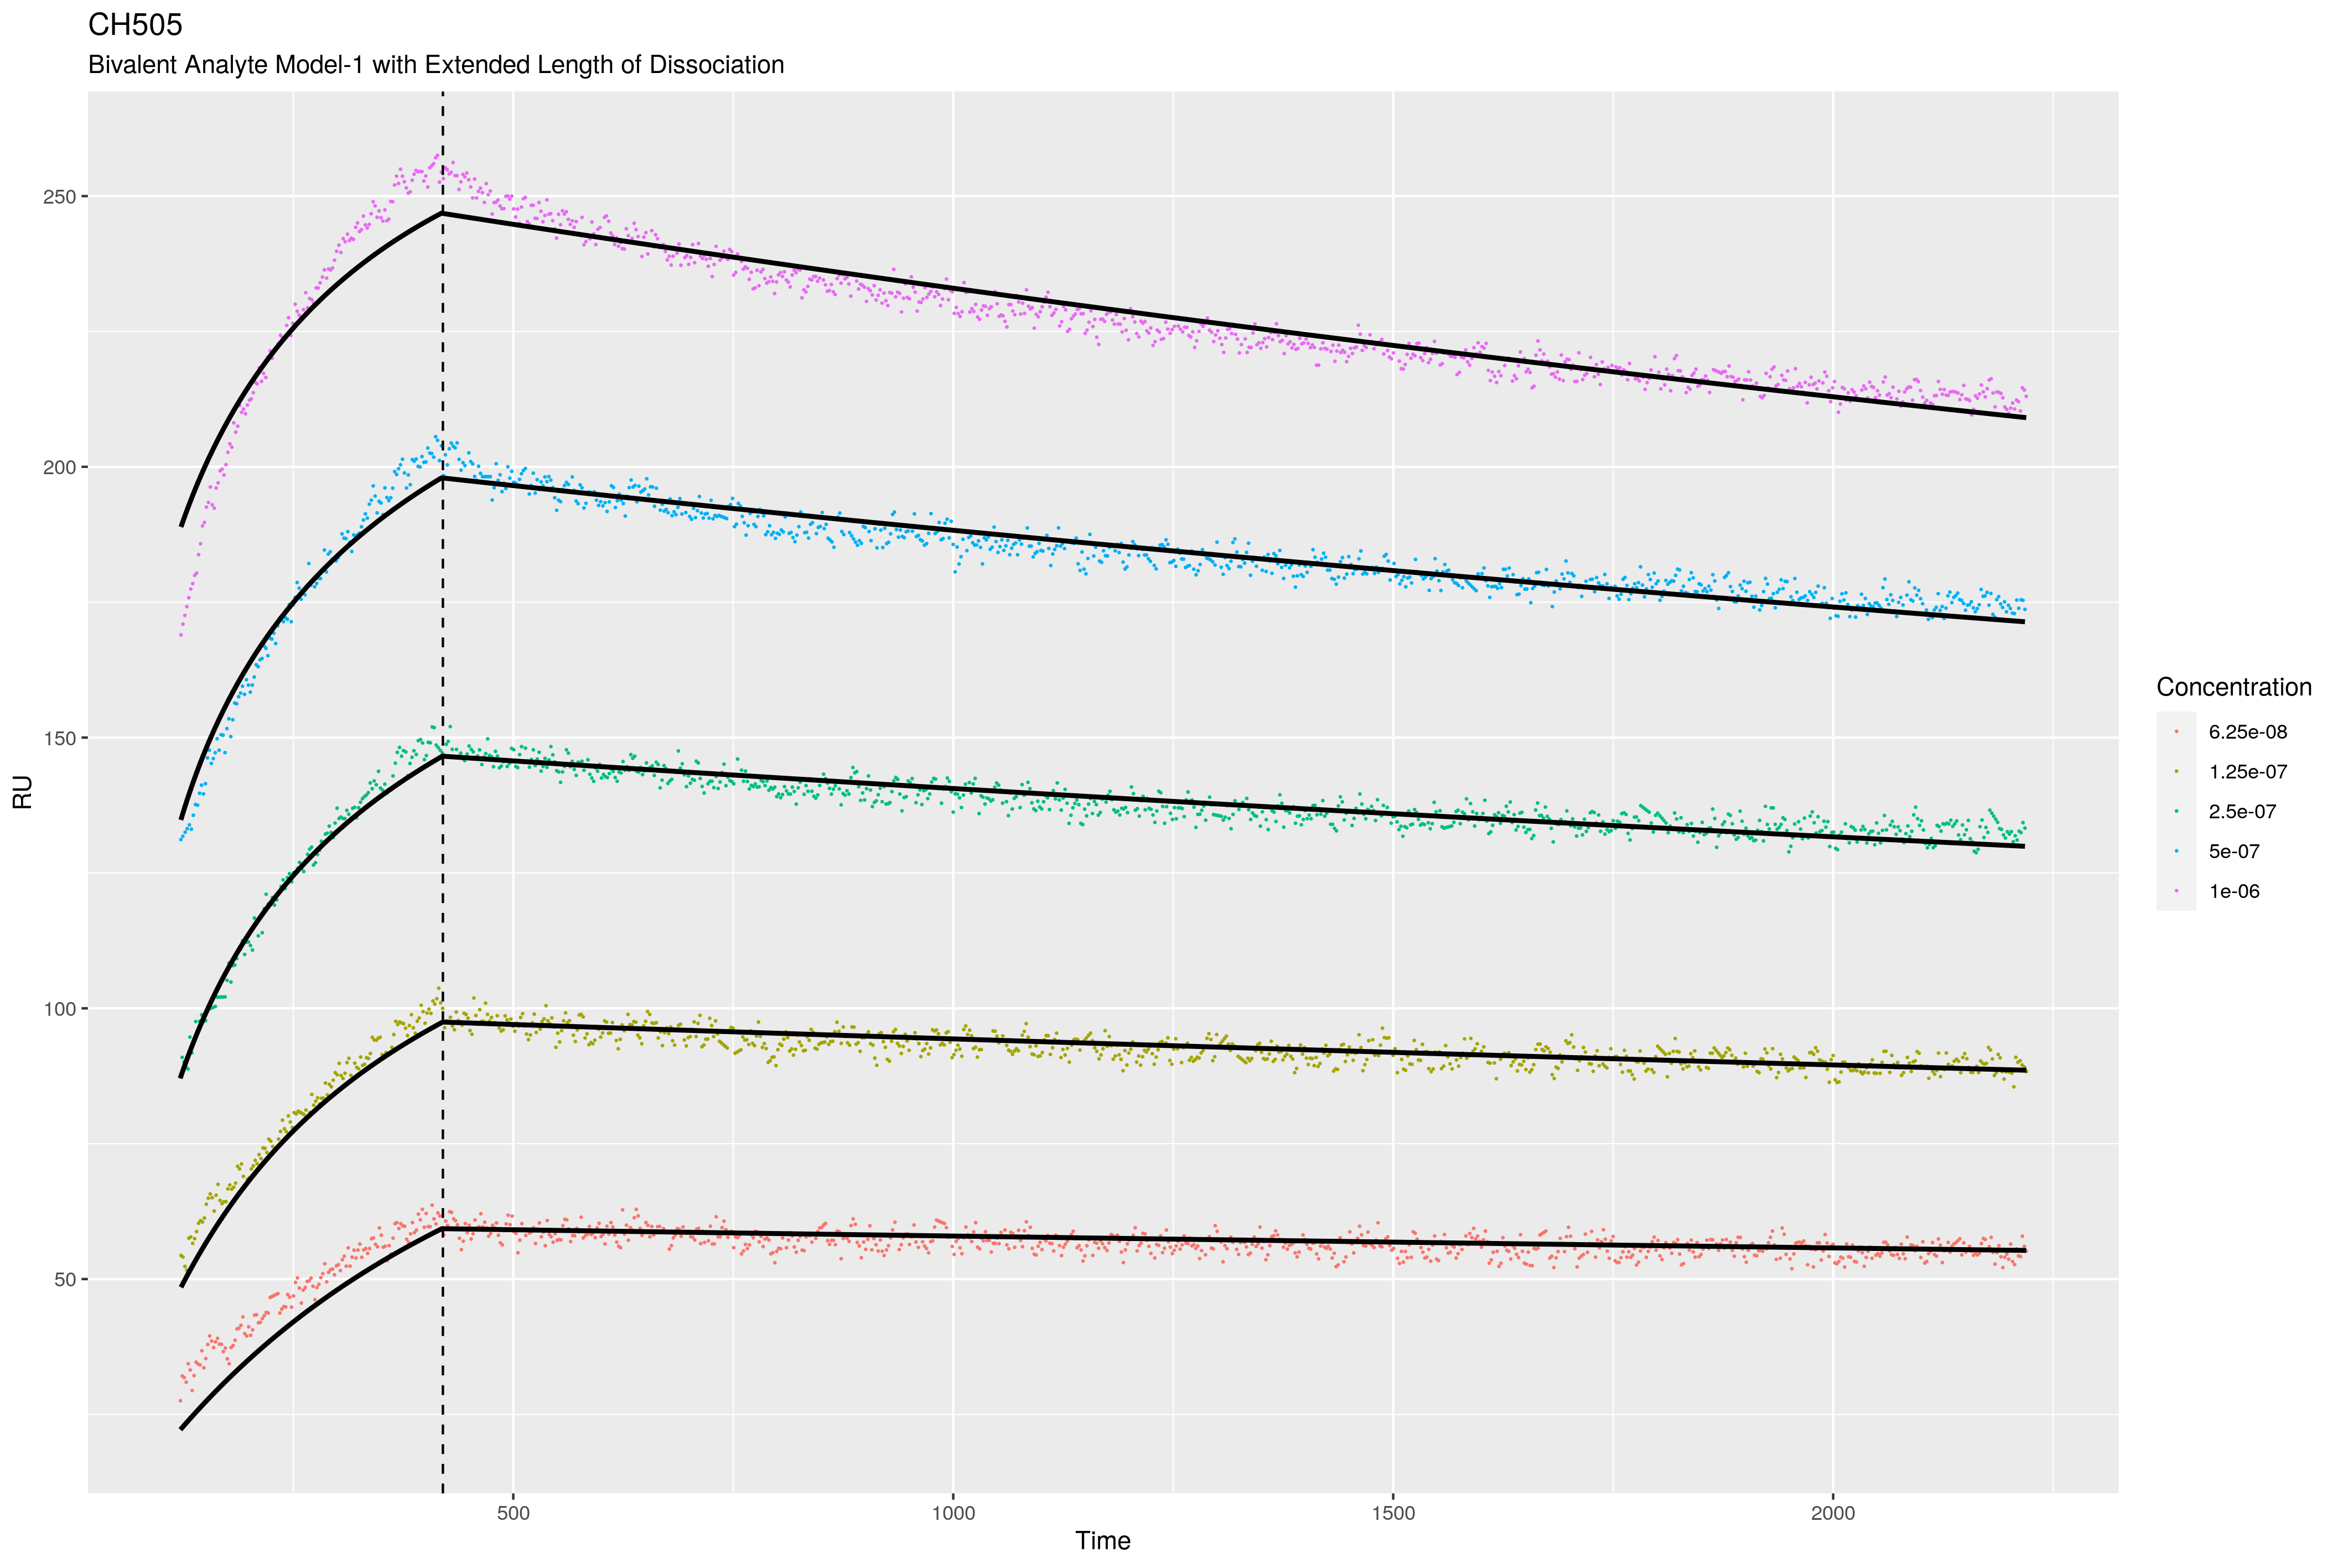 CH505
Bivalent Analyte Model-1 with Extended Length of Dissociation
250
200
150
100
50
RU
500
1000
1500
2000
Time
Concentration
6.25e-08
1.25e-07
2.5e-07
5e-07
1e-06